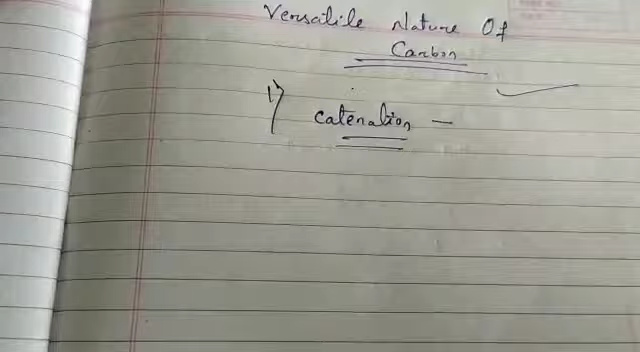 Versatile Nature Of
Carbon
1) catenation -